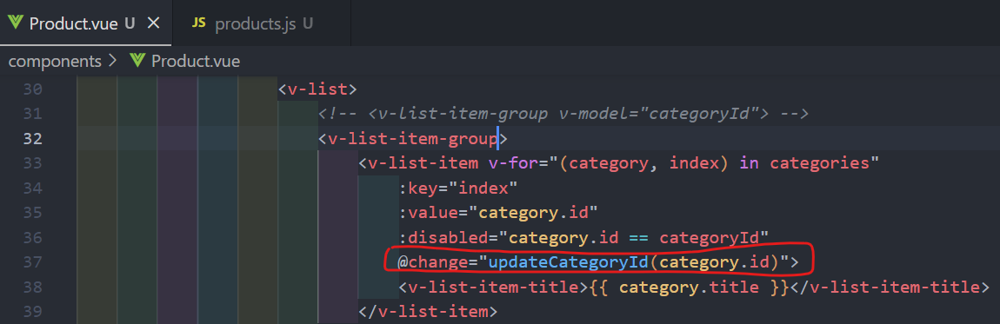 Product.vue U JS products.js U
components > Product.vue
30 <v-list>
31 <!-- <v-list-item-group v-model="categoryId"> -->
32 <v-list-item-group>
33 <v-list-item v-for="(category, index) in categories"
34 :key="index"
35 :value="category.id"
36 :disabled="category.id == categoryId"
37 @change="updateCategoryId(category.id)">
38 <v-list-item-title>{{ category.title }}</v-list-item-title>
39 </v-list-item>